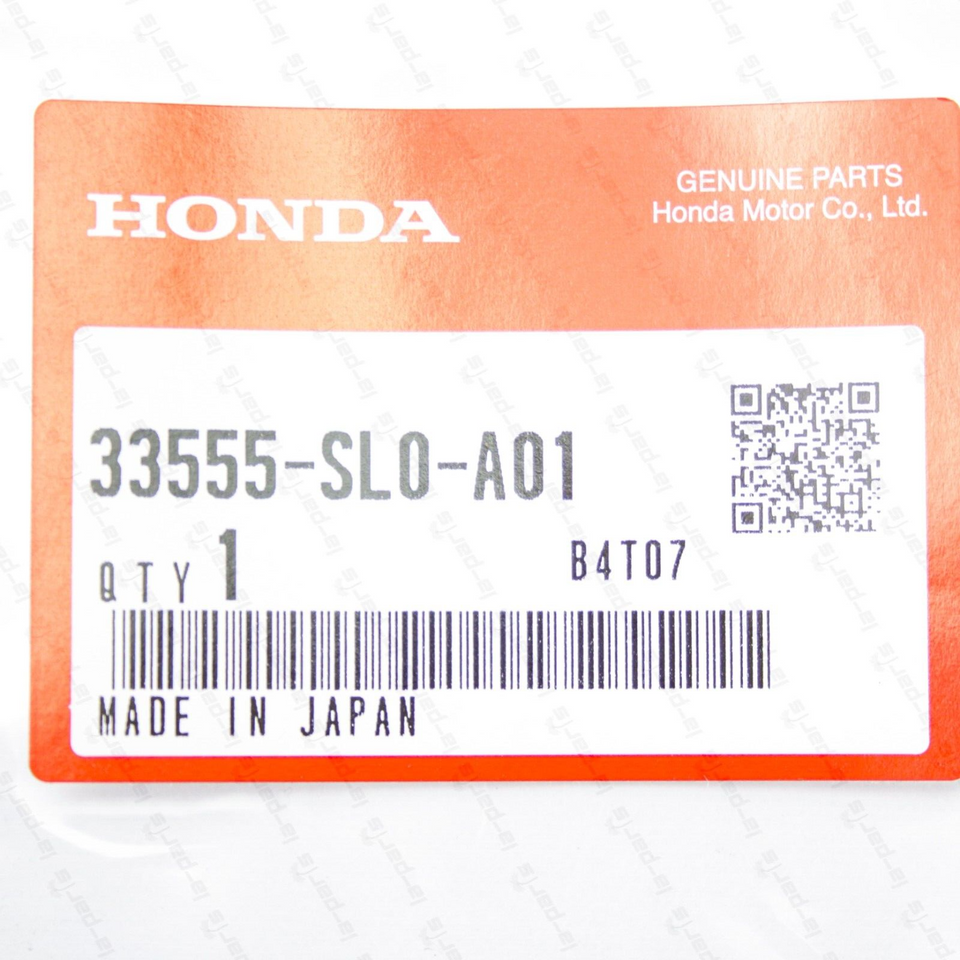 HONDA
GENUINE PARTS
Honda Motor Co., Ltd.
33555-SL0-A01
QTY 1
B4T07
MADE IN JAPAN